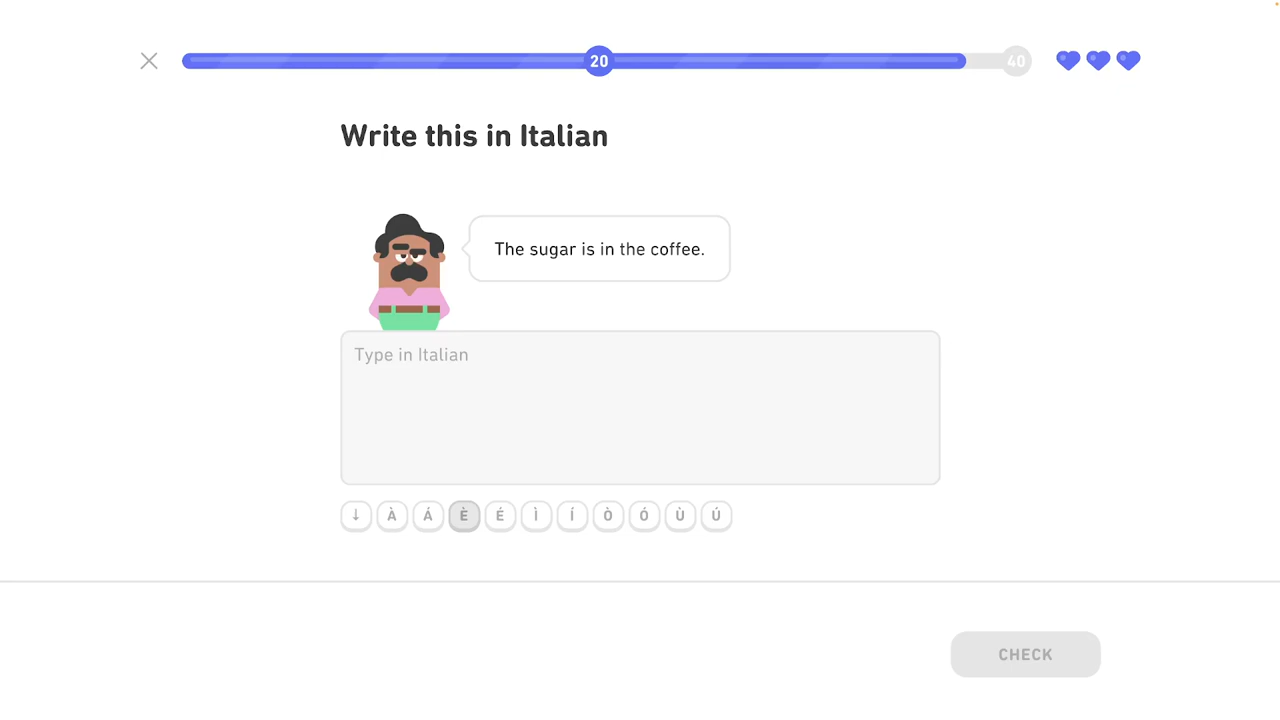 20
40
Write this in Italian
The sugar is in the coffee.
Type in Italian
↓ À Á È É Ì Í Ò Ó Ù Ú
CHECK